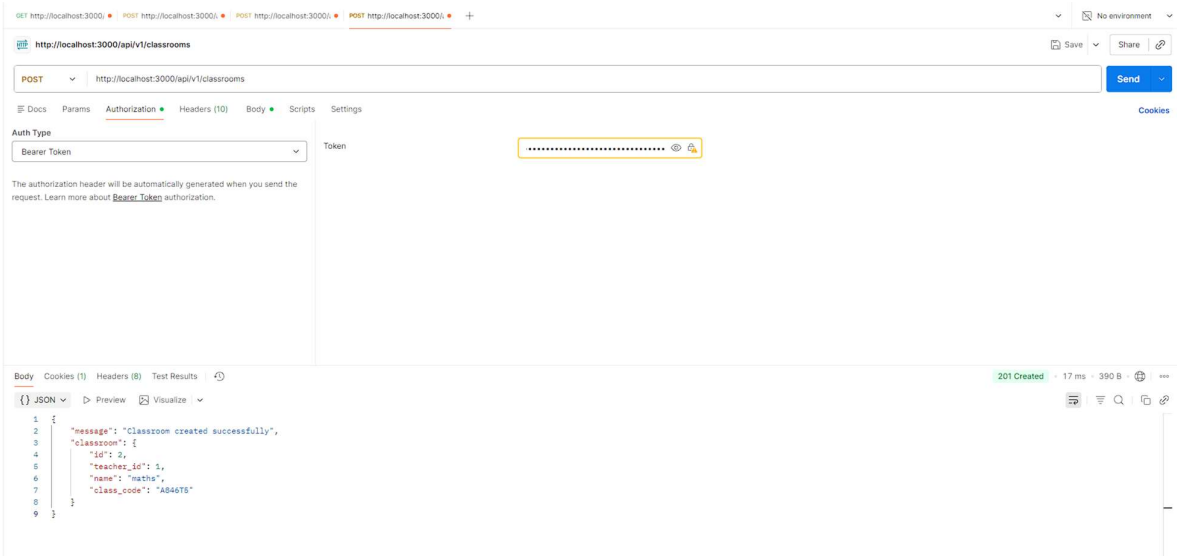 GET http://localhost:3000/ POST http://localhost:3000/. POST http://localhost:3000/. POST http://localhost:3000/. + No environment
HTTP http://localhost:3000/api/v1/classrooms Save Share
POST http://localhost:3000/api/v1/classrooms Send
Docs Params Authorization Headers (10) Body Scripts Settings Cookies
Auth Type
Bearer Token
Token
The authorization header will be automatically generated when you send the
request. Learn more about Bearer Token authorization.
Body Cookies (1) Headers (8) Test Results 201 Created 17 ms 390 B
{} JSON Preview Visualize
1 {
2 "message": "Classroom created successfully",
3 "classroom": {
4 "id": 2,
5 "teacher_id": 1,
6 "name": "maths",
7 "class_code": "A846T5"
8 }
9 }